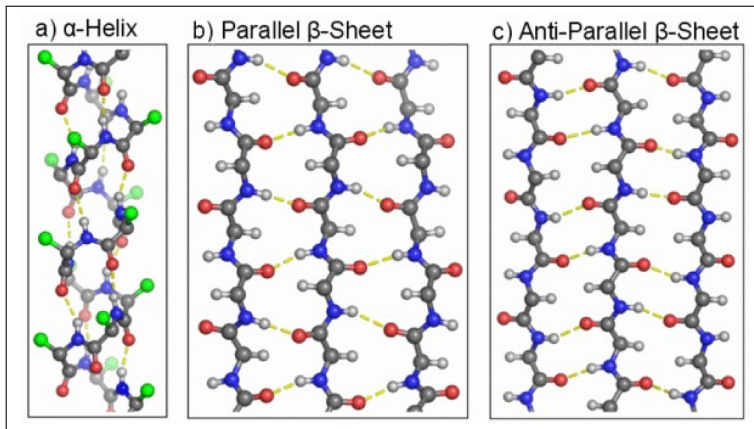 a) α-Helix
b) Parallel β-Sheet
c) Anti-Parallel β-Sheet